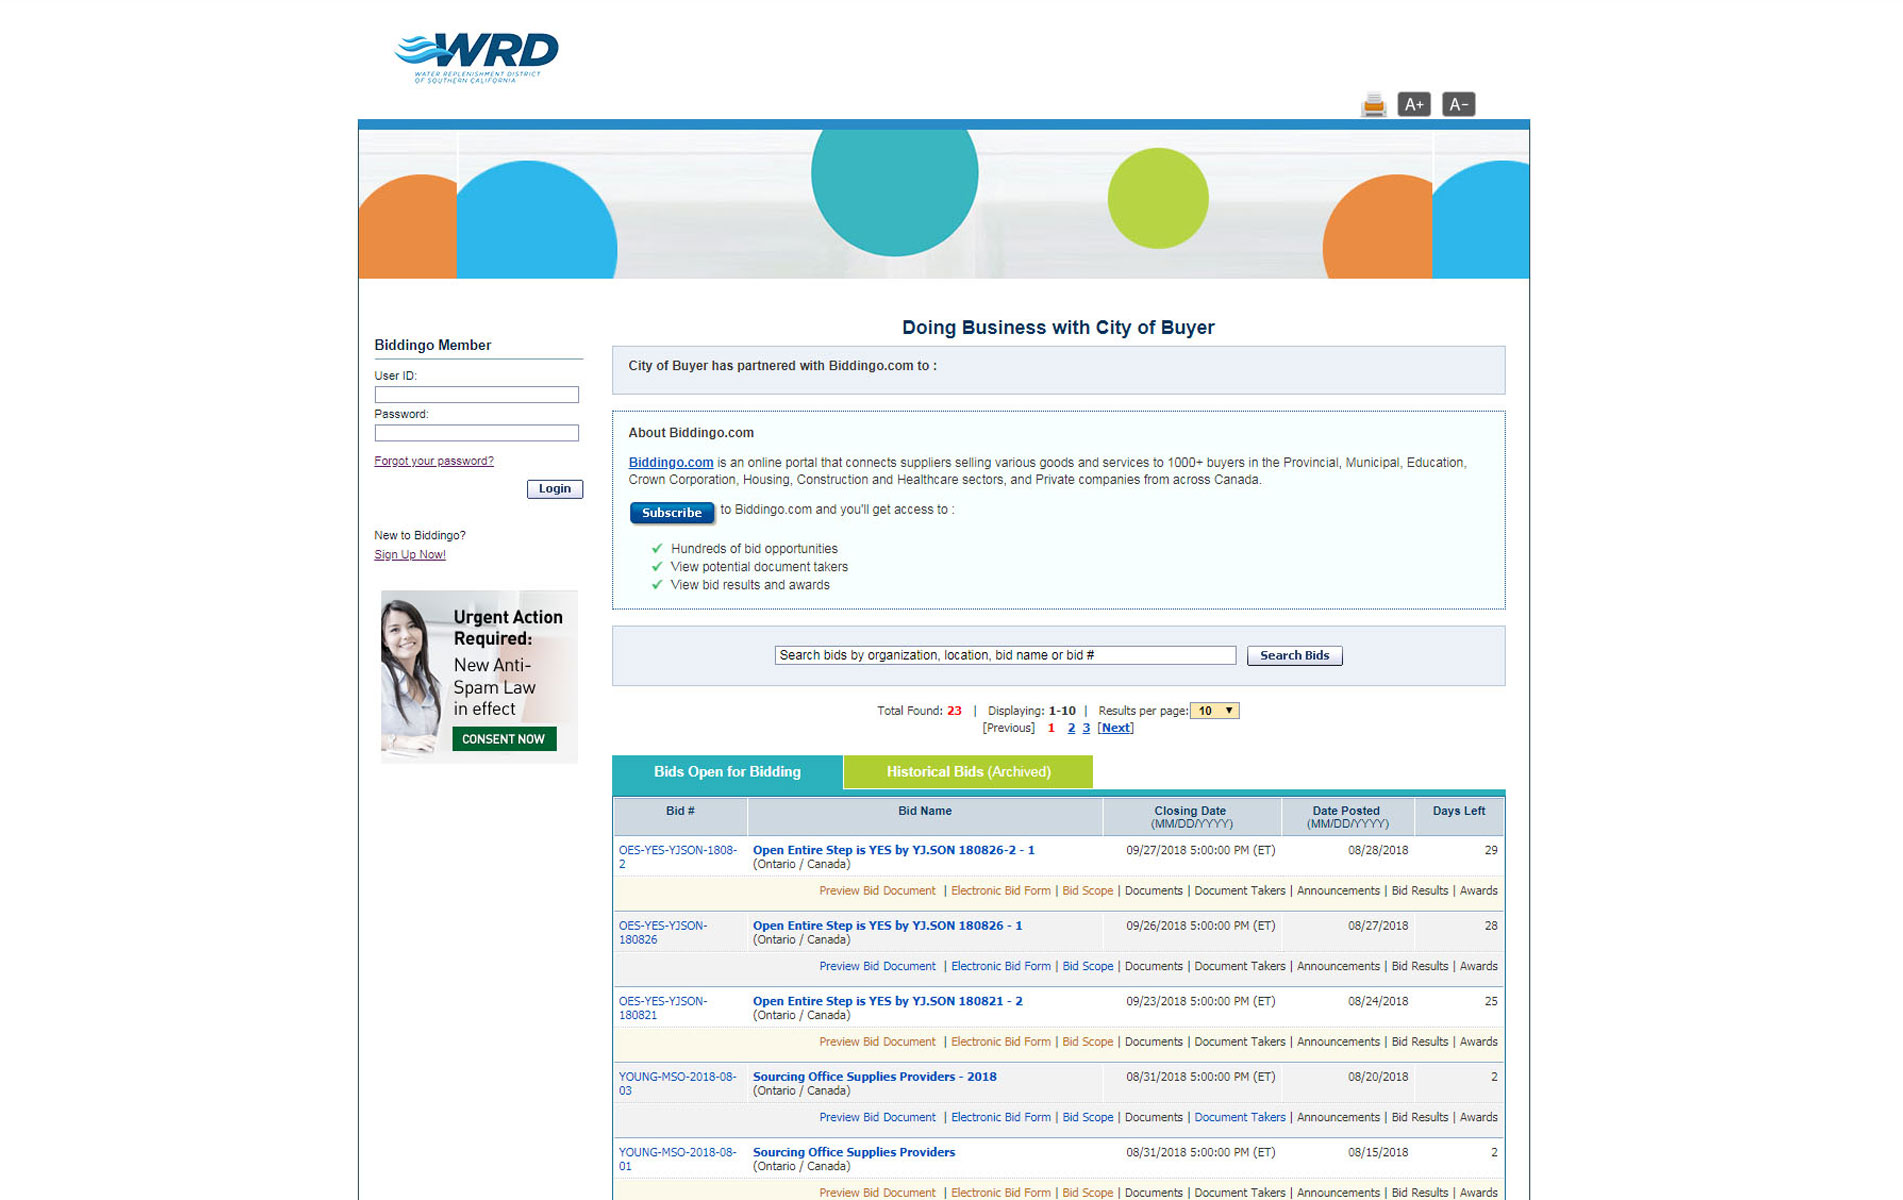 WRD
WATER REPLENISHMENT DISTRICT
OF SOUTHERN CALIFORNIA
A+ A-
Doing Business with City of Buyer
Biddingo Member
User ID:
Password:
Forgot your password?
Login
New to Biddingo?
Sign Up Now!
Urgent Action
Required:
New Anti-
Spam Law
in effect
CONSENT NOW
City of Buyer has partnered with Biddingo.com to :
About Biddingo.com
Biddingo.com is an online portal that connects suppliers selling various goods and services to 1000+ buyers in the Provincial, Municipal, Education,
Crown Corporation, Housing, Construction and Healthcare sectors, and Private companies from across Canada.
Subscribe to Biddingo.com and you'll get access to :
✓ Hundreds of bid opportunities
✓ View potential document takers
✓ View bid results and awards
Search bids by organization, location, bid name or bid # Search Bids
Total Found: 23 | Displaying: 1-10 | Results per page: 10 ▼
[Previous] 1 2 3 [Next]
Bids Open for Bidding Historical Bids (Archived)
Bid # Bid Name Closing Date Date Posted Days Left
(MM/DD/YYYY) (MM/DD/YYYY)
OES-YES-YJSON-1808- Open Entire Step is YES by YJ.SON 180826-2 - 1 09/27/2018 5:00:00 PM (ET) 08/28/2018 29
2 (Ontario / Canada)
Preview Bid Document | Electronic Bid Form | Bid Scope | Documents | Document Takers | Announcements | Bid Results | Awards
OES-YES-YJSON- Open Entire Step is YES by YJ.SON 180826 - 1 09/26/2018 5:00:00 PM (ET) 08/27/2018 28
180826 (Ontario / Canada)
Preview Bid Document | Electronic Bid Form | Bid Scope | Documents | Document Takers | Announcements | Bid Results | Awards
OES-YES-YJSON- Open Entire Step is YES by YJ.SON 180821 - 2 09/23/2018 5:00:00 PM (ET) 08/24/2018 25
180821 (Ontario / Canada)
Preview Bid Document | Electronic Bid Form | Bid Scope | Documents | Document Takers | Announcements | Bid Results | Awards
YOUNG-MSO-2018-08- Sourcing Office Supplies Providers - 2018 08/31/2018 5:00:00 PM (ET) 08/20/2018 2
03 (Ontario / Canada)
Preview Bid Document | Electronic Bid Form | Bid Scope | Documents | Document Takers | Announcements | Bid Results | Awards
YOUNG-MSO-2018-08- Sourcing Office Supplies Providers 08/31/2018 5:00:00 PM (ET) 08/15/2018 2
01 (Ontario / Canada)
Preview Bid Document | Electronic Bid Form | Bid Scope | Documents | Document Takers | Announcements | Bid Results | Awards